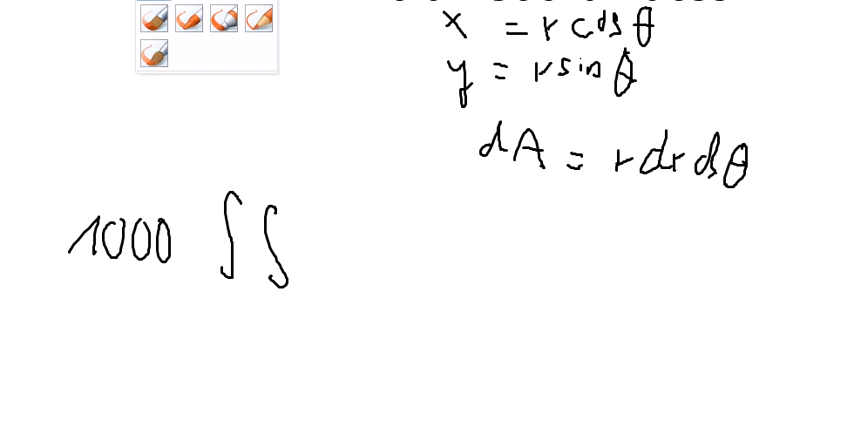 x = r cos θ
y = r sin θ
dA = r dr dθ
1000 ∫∫